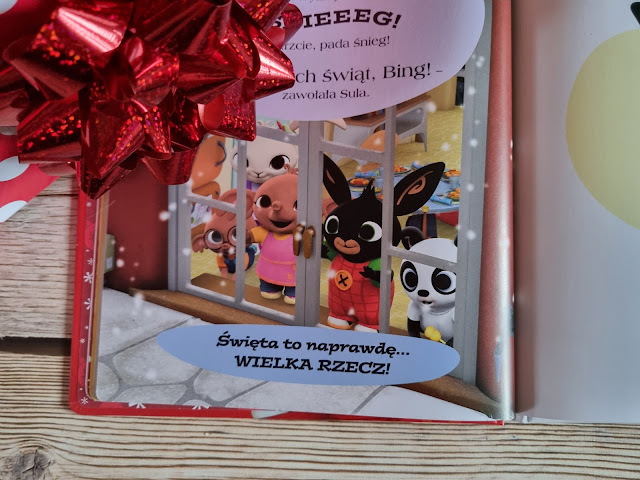 ŚNIEEEG!
pada śnieg!
świąt, Bing! –
zawołała Sula.
Święta to naprawdę...
WIELKA RZECZ!